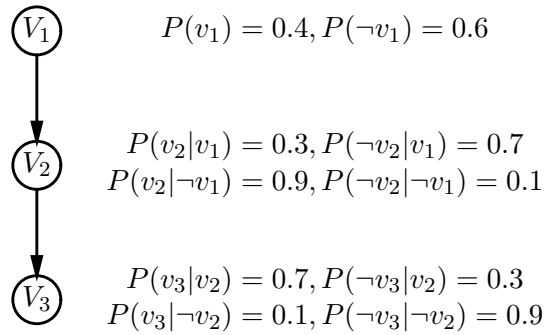 V₁ P(v₁) = 0.4, P(¬v₁) = 0.6
V₂ P(v₂|v₁) = 0.3, P(¬v₂|v₁) = 0.7
P(v₂|¬v₁) = 0.9, P(¬v₂|¬v₁) = 0.1
V₃ P(v₃|v₂) = 0.7, P(¬v₃|v₂) = 0.3
P(v₃|¬v₂) = 0.1, P(¬v₃|¬v₂) = 0.9